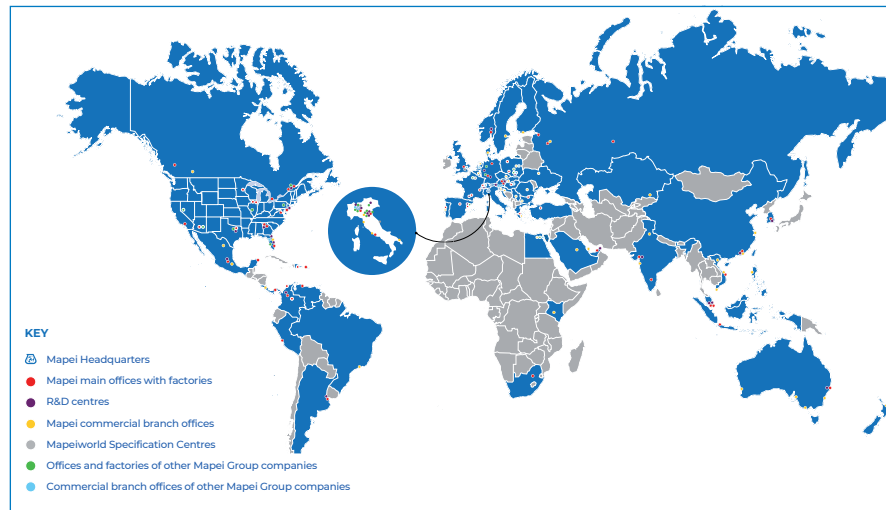 KEY
Mapei Headquarters
Mapei main offices with factories
R&D centres
Mapei commercial branch offices
Mapeiworld Specification Centres
Offices and factories of other Mapei Group companies
Commercial branch offices of other Mapei Group companies